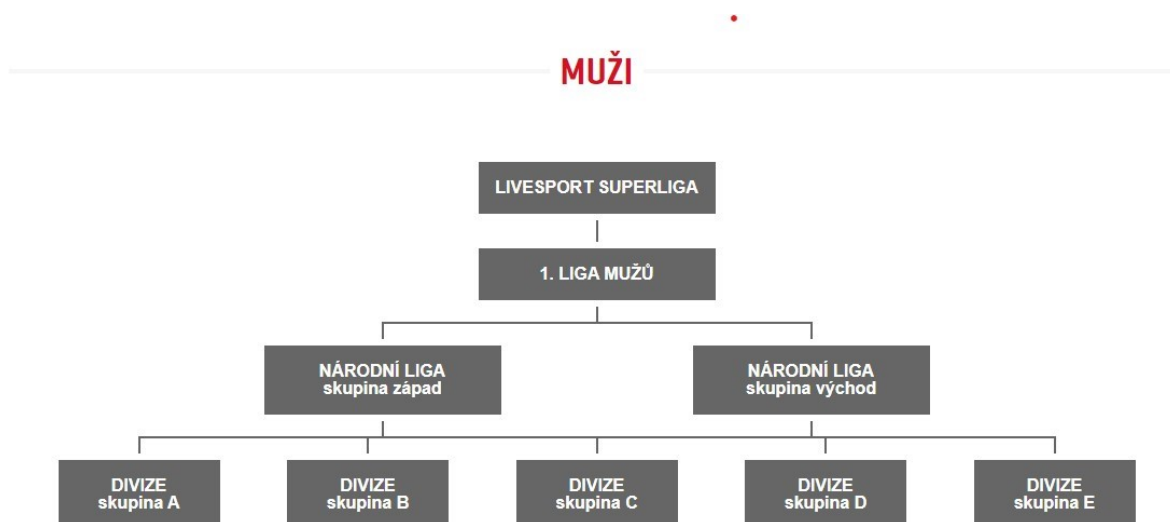 MUŽI
LIVESPORT SUPERLIGA
1. LIGA MUŽŮ
NÁRODNÍ LIGA
skupina západ
NÁRODNÍ LIGA
skupina východ
DIVIZE
skupina A
DIVIZE
skupina B
DIVIZE
skupina C
DIVIZE
skupina D
DIVIZE
skupina E